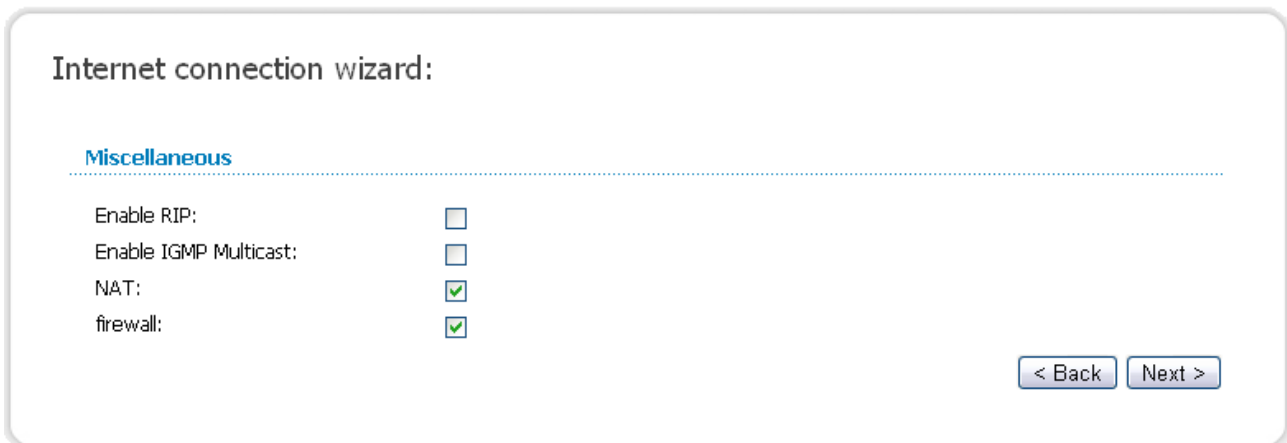 Internet connection wizard:
Miscellaneous
Enable RIP:
Enable IGMP Multicast:
NAT:
firewall:
< Back Next >